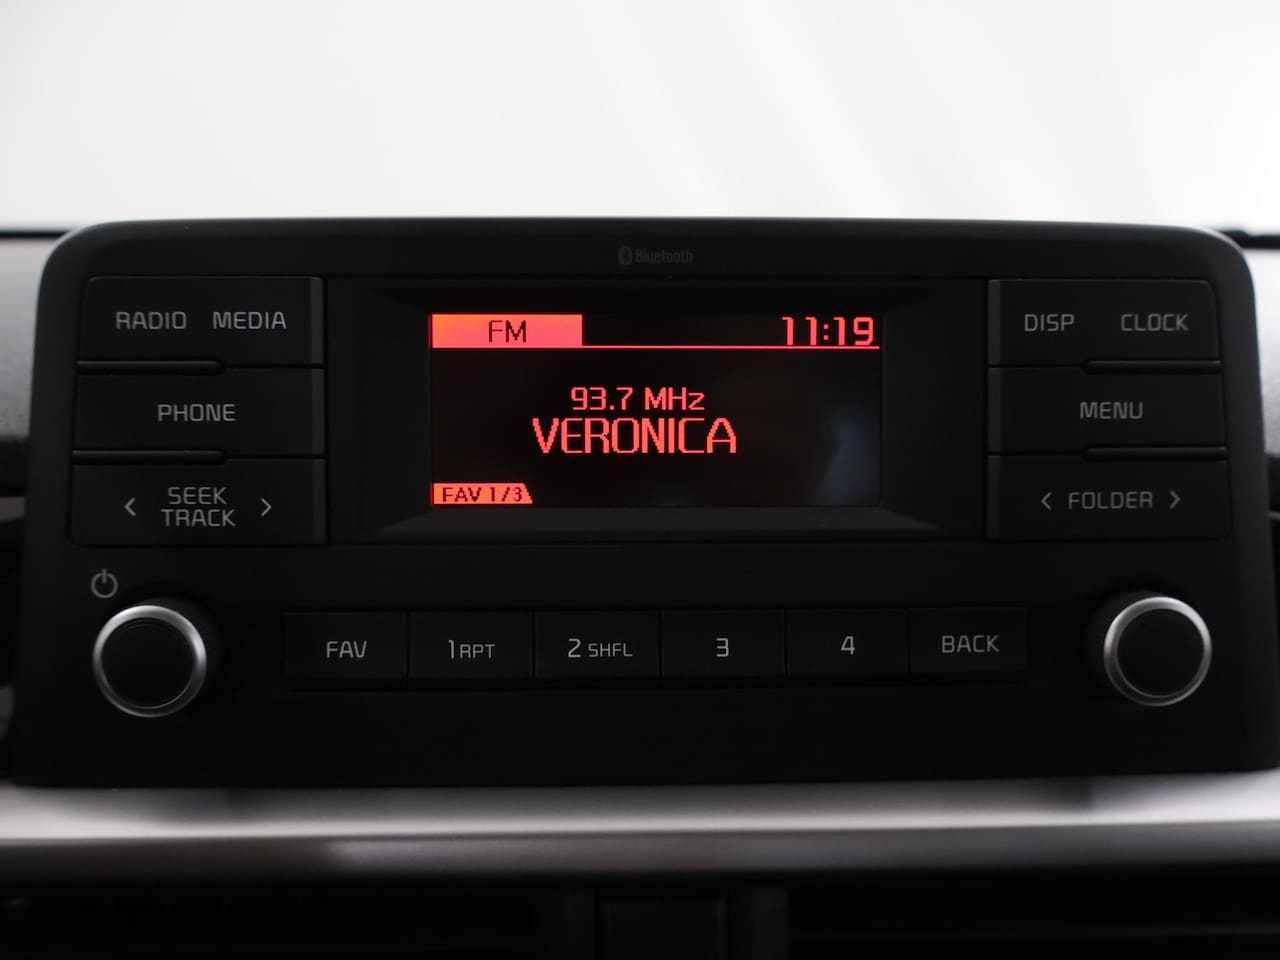 Bluetooth
RADIO MEDIA
FM 11:19
DISP CLOCK
93.7 MHz
PHONE
VERONICA
MENU
FAV 1/3
< SEEK TRACK >
< FOLDER >
FAV
1 RPT
2 SHFL
3
4
BACK